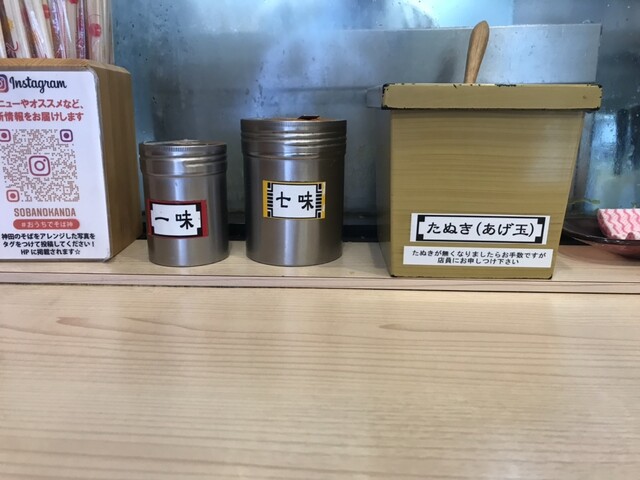 Instagram
ニューやオススメなど、
新情報をお届けします
SOBANOKANDA
#おうちでそば神
神田のそばをアレンジした写真を
タグをつけて投稿してください!
HPに掲載されます☆
一味
七味
たぬき(あげ玉)
たぬきが無くなりましたらお手数ですが
店員にお申しつけ下さい